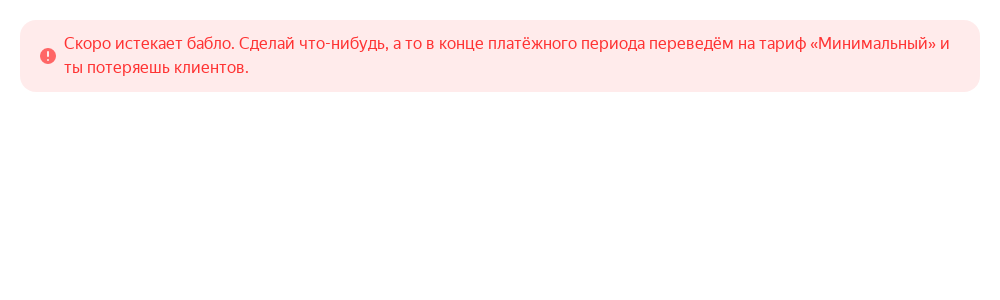 Скоро истекает бабло. Сделай что-нибудь, а то в конце платёжного периода переведём на тариф «Минимальный» и
ты потеряешь клиентов.